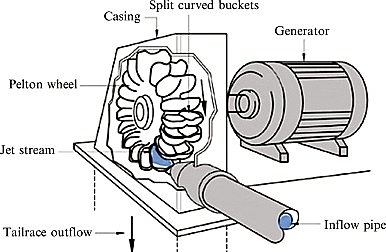 Split curved buckets
Casing
Generator
Pelton wheel
Jet stream
Tailrace outflow
Inflow pipe